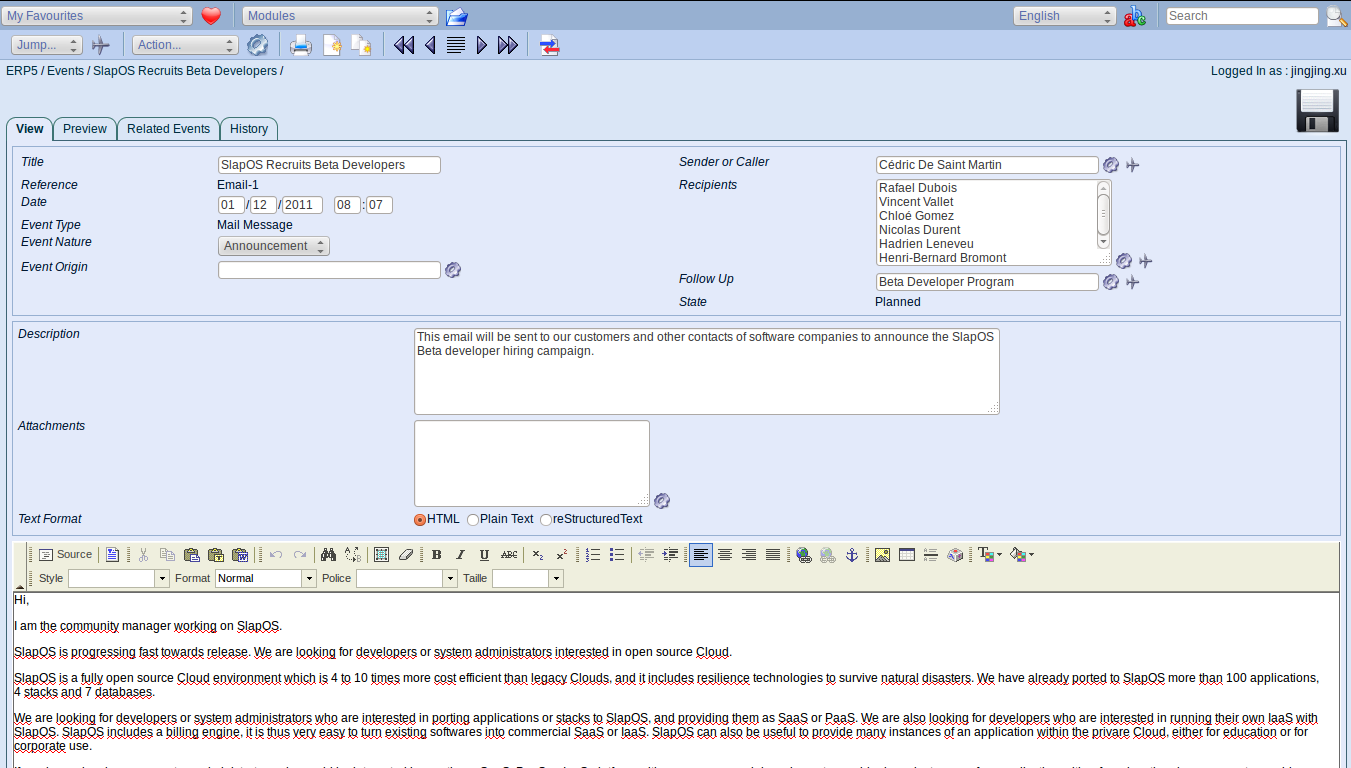 My Favourites Modules English Search
Jump... Action...
ERP5 / Events / SlapOS Recruits Beta Developers / Logged In as : jingjing.xu
View Preview Related Events History
Title SlapOS Recruits Beta Developers
Reference Email-1
Date 01 / 12 / 2011 08 : 07
Event Type Mail Message
Event Nature Announcement
Event Origin
Sender or Caller Cédric De Saint Martin
Recipients Rafael Dubois
Vincent Vallet
Chloé Gomez
Nicolas Durent
Hadrien Leneveu
Henri-Bernard Bromont
Follow Up Beta Developer Program
State Planned
Description This email will be sent to our customers and other contacts of software companies to announce the SlapOS
Beta developer hiring campaign.
Attachments
Text Format HTML Plain Text reStructuredText
Source B I U ABC x2 x2
Style Format Normal Police Taille
Hi,
I am the community manager working on SlapOS.
SlapOS is progressing fast towards release. We are looking for developers or system administrators interested in open source Cloud.
SlapOS is a fully open source Cloud environment which is 4 to 10 times more cost efficient than legacy Clouds, and it includes resilience technologies to survive natural disasters. We have already ported to SlapOS more than 100 applications,
4 stacks and 7 databases.
We are looking for developers or system administrators who are interested in porting applications or stacks to SlapOS, and providing them as SaaS or PaaS. We are also looking for developers who are interested in running their own IaaS with
SlapOS. SlapOS includes a billing engine, it is thus very easy to turn existing softwares into commercial SaaS or IaaS. SlapOS can also be useful to provide many instances of an application within the private Cloud, either for education or for
corporate use.